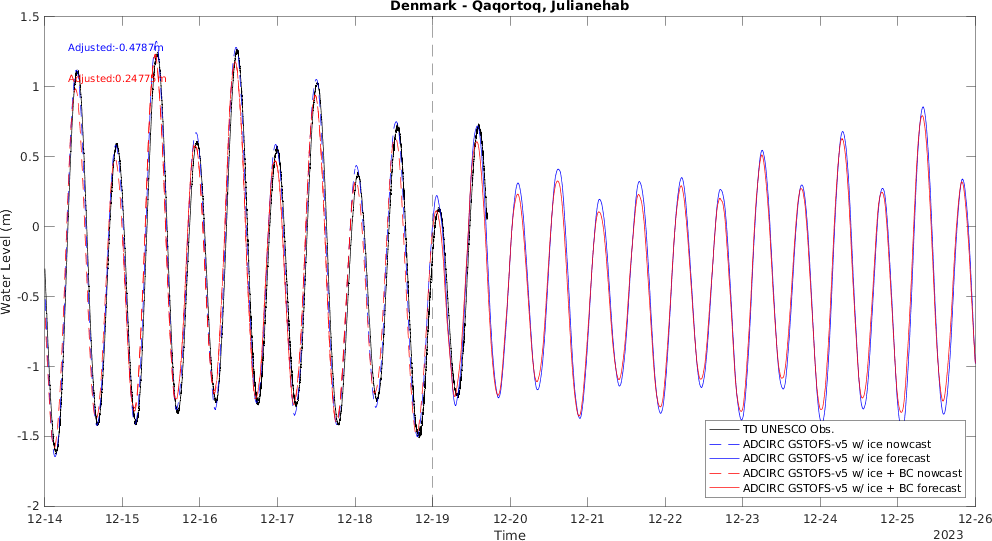 Denmark - Qaqortoq, Julianehab
Adjusted:-0.4787m
Adjusted:0.24775m
Water Level (m)
1.5
1
0.5
0
-0.5
-1
-1.5
-2
12-14
12-15
12-16
12-17
12-18
12-19
12-20
12-21
12-22
12-23
12-24
12-25
12-26
Time
2023
TD UNESCO Obs.
ADCIRC GSTOFS-v5 w/ ice nowcast
ADCIRC GSTOFS-v5 w/ ice forecast
ADCIRC GSTOFS-v5 w/ ice + BC nowcast
ADCIRC GSTOFS-v5 w/ ice + BC forecast